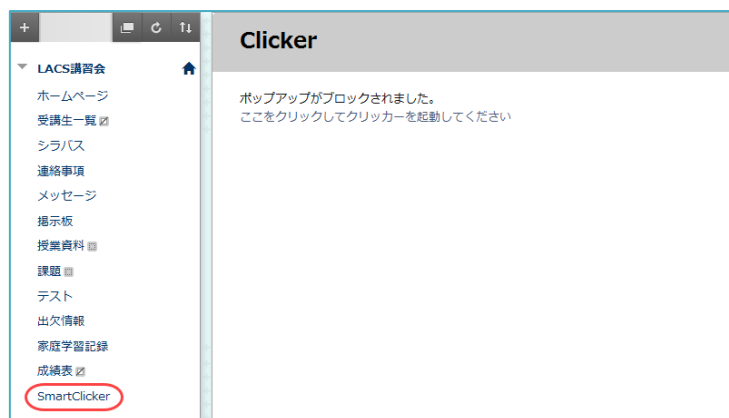 Clicker
LACS講習会
ホームページ
受講生一覧
シラバス
連絡事項
メッセージ
掲示板
授業資料
課題
テスト
出欠情報
家庭学習記録
成績表
SmartClicker
ポップアップがブロックされました。
ここをクリックしてクリッカーを起動してください